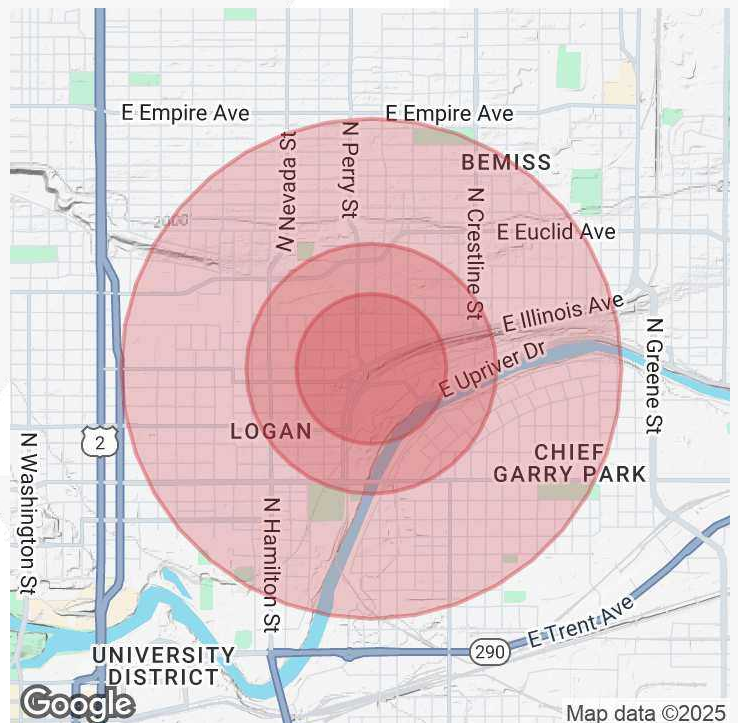 E Empire Ave
E Empire Ave
N Nevada St
N Perry St
BEMISS
N Crestline St
2000
E Euclid Ave
E Illinois Ave
E Upriver Dr
N Greene St
2
LOGAN
CHIEF
GARRY PARK
N Washington St
N Hamilton St
E Trent Ave
290
UNIVERSITY
DISTRICT
Google
Map data ©2025